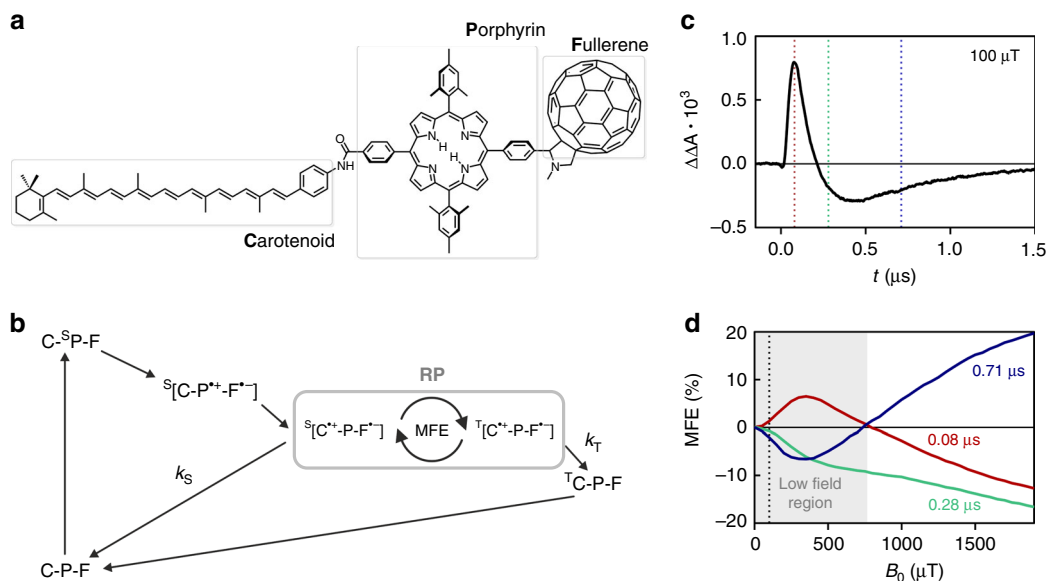 a
Porphyrin
Fullerene
Carotenoid
O
NH
N
H
N
H
N
N
N
b
C-ˢP-F
ˢ[C-P•⁺-F•⁻]
RP
ˢ[C•⁺-P-F•⁻]
MFE
ᵀ[C•⁺-P-F•⁻]
kS
kT
ᵀC-P-F
C-P-F
c
100 μT
ΔΔA · 10³
1.0
0.5
0.0
−0.5
0.0 0.5 1.0 1.5
t (μs)
d
MFE (%)
20
10
0
−10
−20
0.71 μs
0.08 μs
0.28 μs
Low field
region
0 500 1000 1500
B₀ (μT)